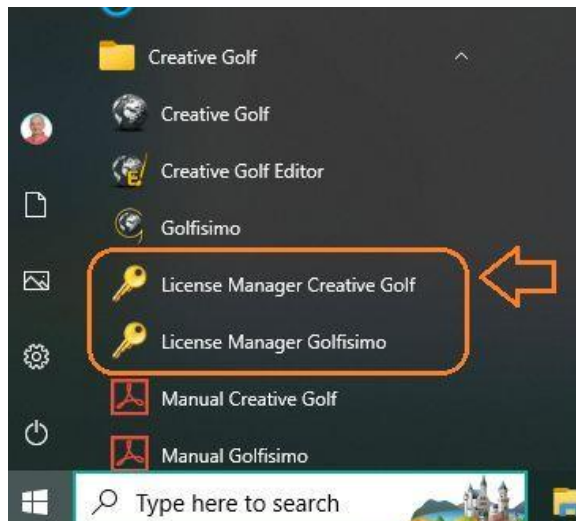 Creative Golf
Creative Golf
Creative Golf Editor
Golfisimo
License Manager Creative Golf
License Manager Golfisimo
Manual Creative Golf
Manual Golfisimo
Type here to search